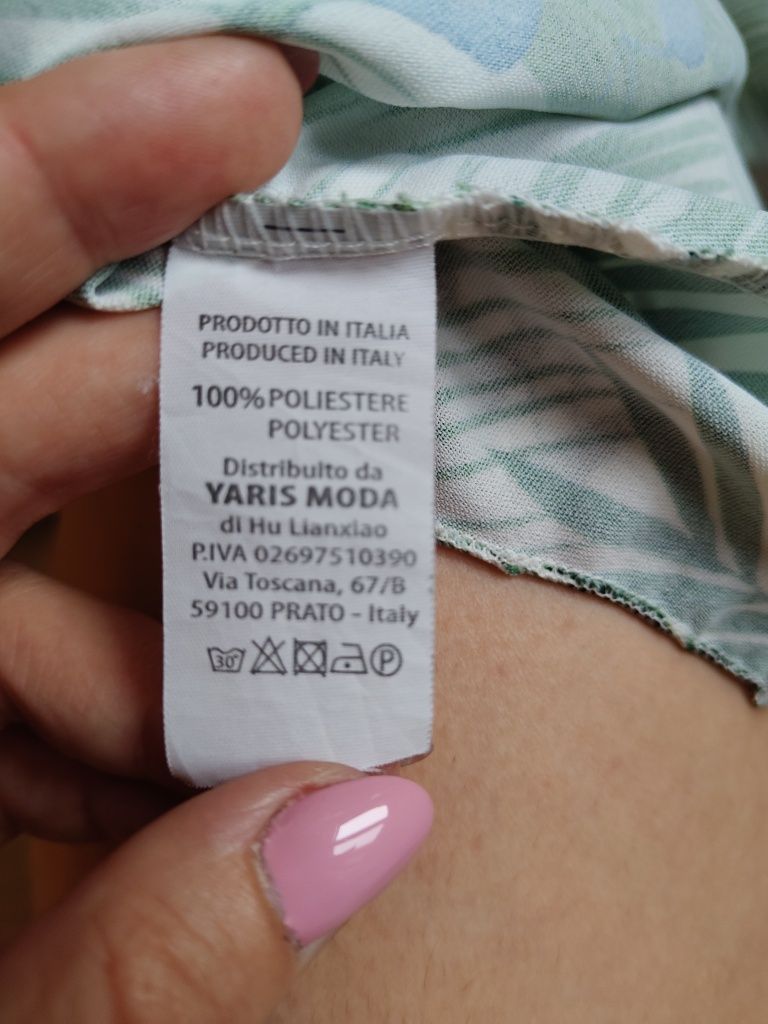 PRODOTTO IN ITALIA
PRODUCED IN ITALY
100% POLIESTERE
POLYESTER
Distribuito da
YARIS MODA
di Hu Lianxiao
P.IVA 02697510390
Via Toscana, 67/B
59100 PRATO - Italy
30° P